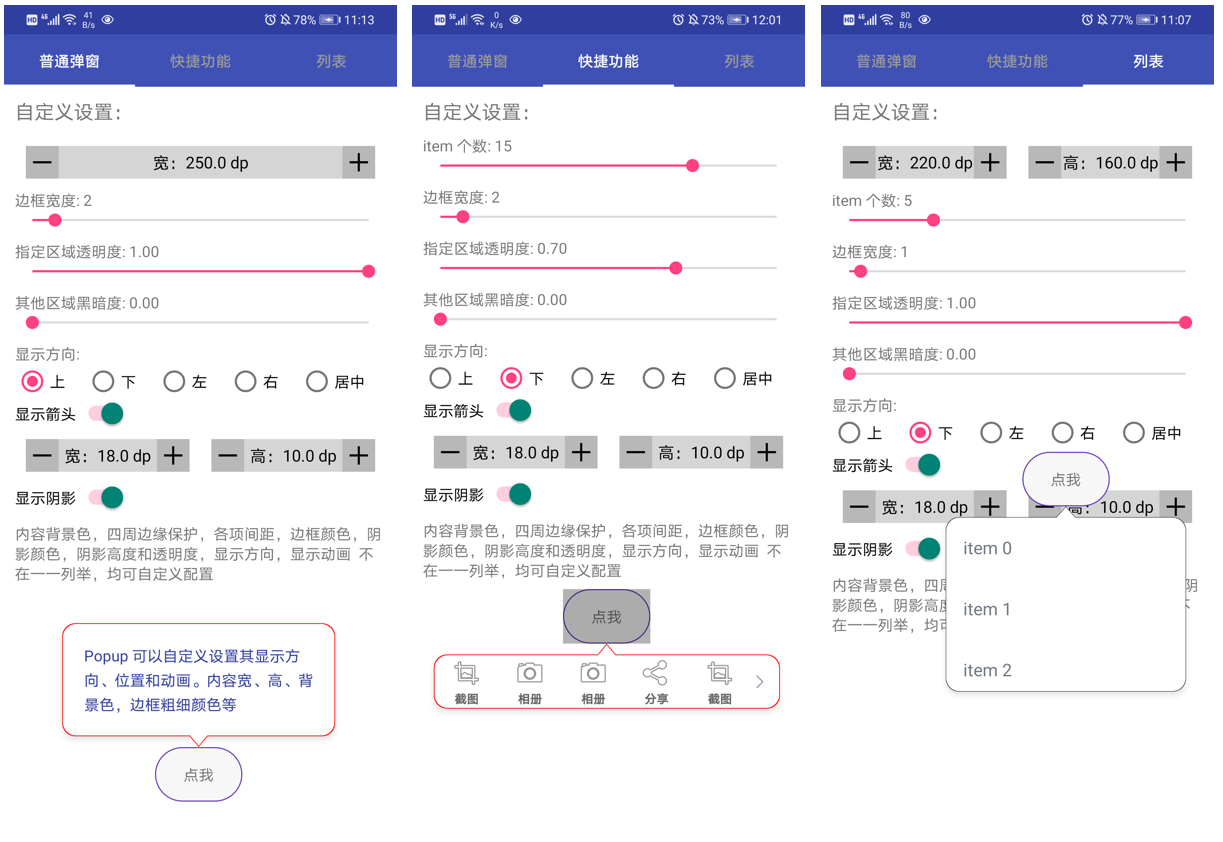 HD 4G 41 B/s 78% 11:13
普通弹窗 快捷功能 列表
自定义设置：
— 宽：250.0 dp +
边框宽度: 2
指定区域透明度: 1.00
其他区域黑暗度: 0.00
显示方向:
上 下 左 右 居中
显示箭头
— 宽：18.0 dp + — 高：10.0 dp +
显示阴影
内容背景色，四周边缘保护，各项间距，边框颜色，阴
影颜色，阴影高度和透明度，显示方向，显示动画 不
在一一列举，均可自定义配置
Popup 可以自定义设置其显示方
向、位置和动画。内容宽、高、背
景色，边框粗细颜色等
点我
HD 5G 0 K/s 73% 12:01
普通弹窗 快捷功能 列表
自定义设置：
item 个数: 15
边框宽度: 2
指定区域透明度: 0.70
其他区域黑暗度: 0.00
显示方向:
上 下 左 右 居中
显示箭头
— 宽：18.0 dp + — 高：10.0 dp +
显示阴影
内容背景色，四周边缘保护，各项间距，边框颜色，阴
影颜色，阴影高度和透明度，显示方向，显示动画 不
在一一列举，均可自定义配置
点我
截图 相册 相册 分享 截图
HD 4G 80 B/s 77% 11:07
普通弹窗 快捷功能 列表
自定义设置：
— 宽：220.0 dp + — 高：160.0 dp +
item 个数: 5
边框宽度: 1
指定区域透明度: 1.00
其他区域黑暗度: 0.00
显示方向:
上 下 左 右 居中
显示箭头
点我
— 宽：18.0 dp + — 高：10.0 dp +
显示阴影
内容背景色，四周 阴
影颜色，阴影高度
在一一列举，均可
item 0
item 1
item 2